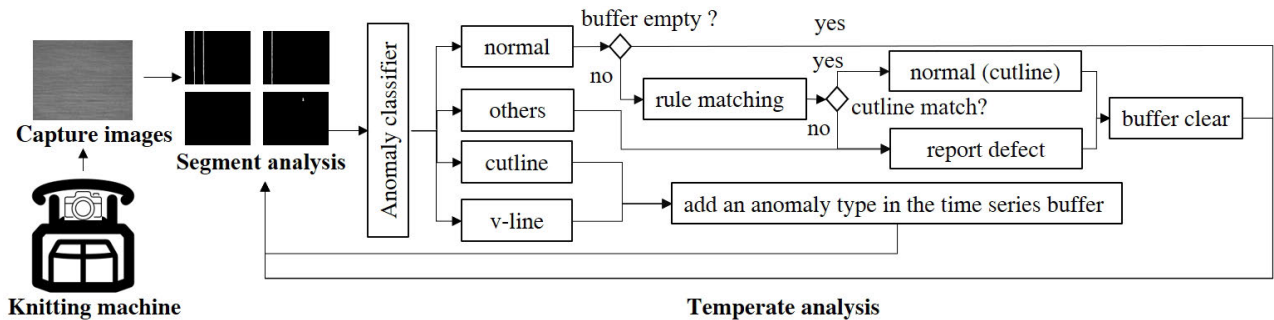 Capture images
Knitting machine
Segment analysis
Anomaly classifier
normal
others
cutline
v-line
buffer empty ?
yes
no
rule matching
yes
cutline match?
no
normal (cutline)
report defect
buffer clear
add an anomaly type in the time series buffer
Temperate analysis